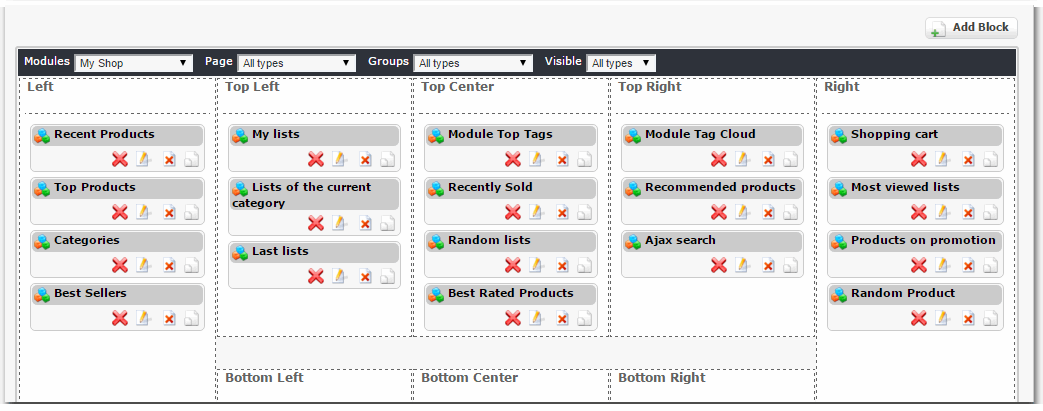 Add Block
Modules My Shop Page All types Groups All types Visible All types
Left Top Left Top Center Top Right Right
Recent Products My lists Module Top Tags Module Tag Cloud Shopping cart
Top Products Lists of the current Recently Sold Recommended products Most viewed lists
category
Categories Last lists Random lists Ajax search Products on promotion
Best Sellers Best Rated Products Random Product
Bottom Left Bottom Center Bottom Right